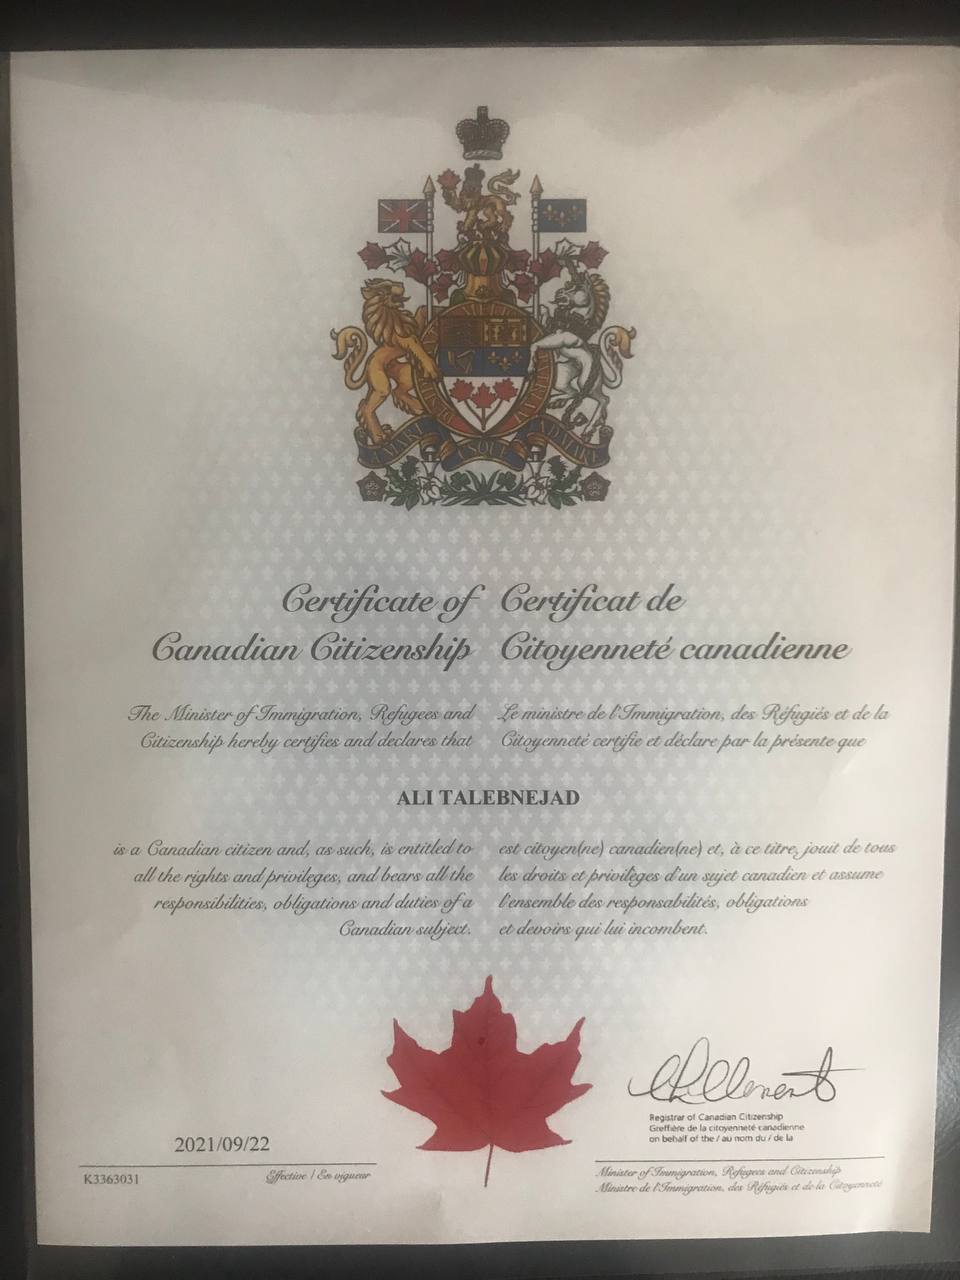 A MARI USQUE AD MARE
Certificate of
Canadian Citizenship
Certificat de
Citoyenneté canadienne
The Minister of Immigration, Refugees and
Citizenship hereby certifies and declares that
Le ministre de l'Immigration, des Réfugiés et de la
Citoyenneté certifie et déclare par la présente que
ALI TALEBNEJAD
is a Canadian citizen and, as such, is entitled to
all the rights and privileges, and bears all the
responsibilities, obligations and duties of a
Canadian subject.
est citoyen(ne) canadien(ne) et, à ce titre, jouit de tous
les droits et privilèges d'un sujet canadien et assume
l'ensemble des responsabilités, obligations
et devoirs qui lui incombent.
2021/09/22
K3363031
Effective / En vigueur
Registrar of Canadian Citizenship
Greffière de la citoyenneté canadienne
on behalf of the / au nom du / de la
Minister of Immigration, Refugees and Citizenship
Ministre de l'Immigration, des Réfugiés et de la Citoyenneté